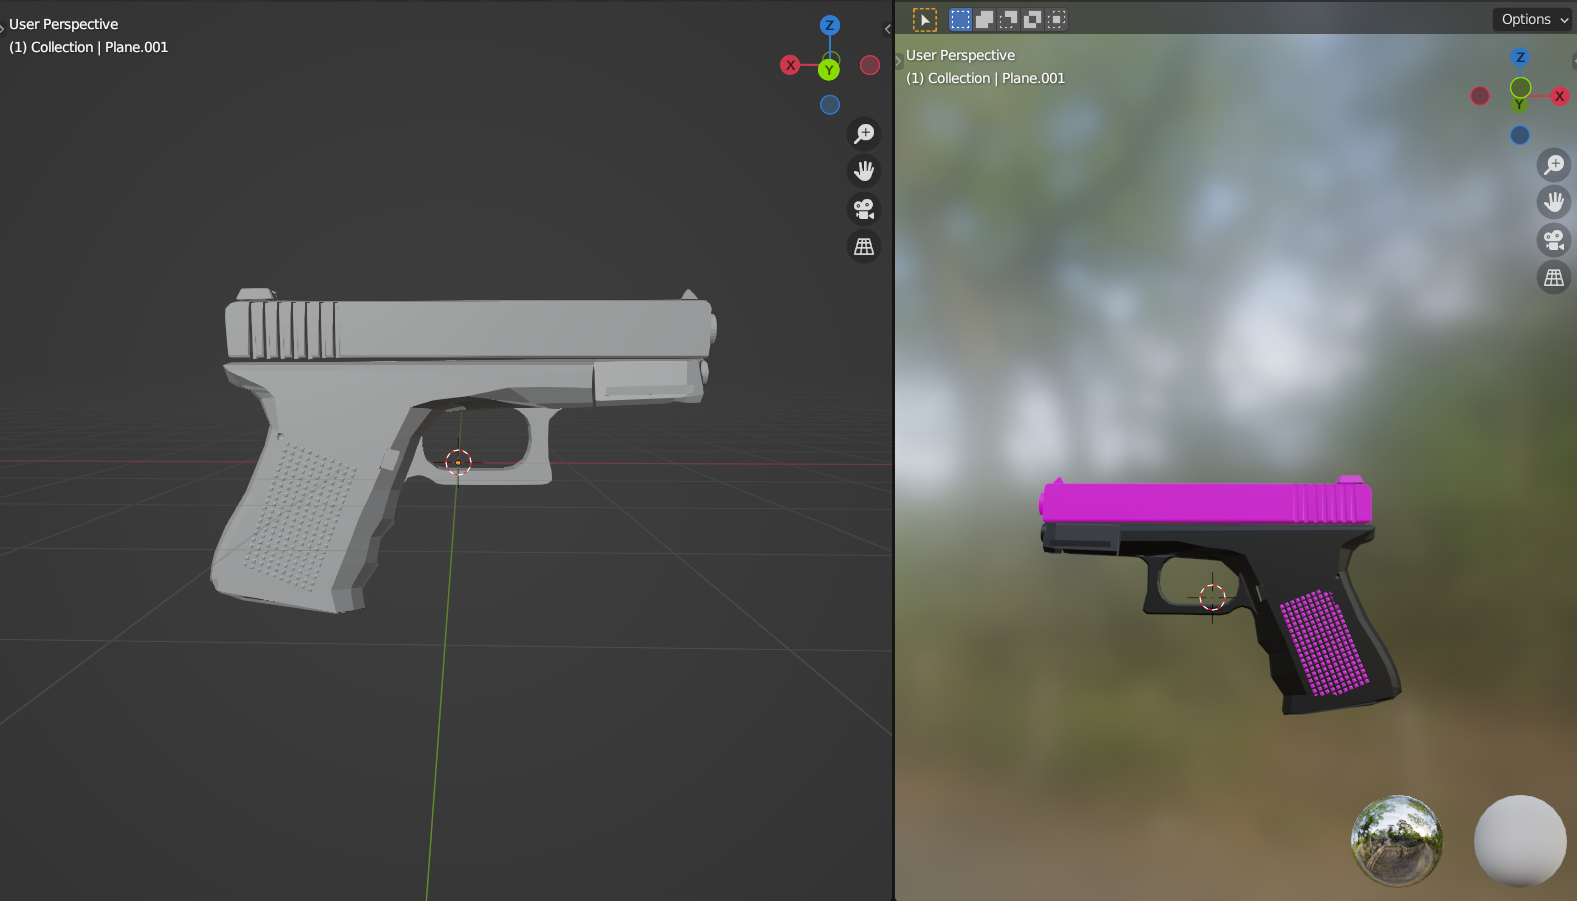 User Perspective
(1) Collection | Plane.001
Z
X
Y
Options
User Perspective
(1) Collection | Plane.001
Z
X
Y